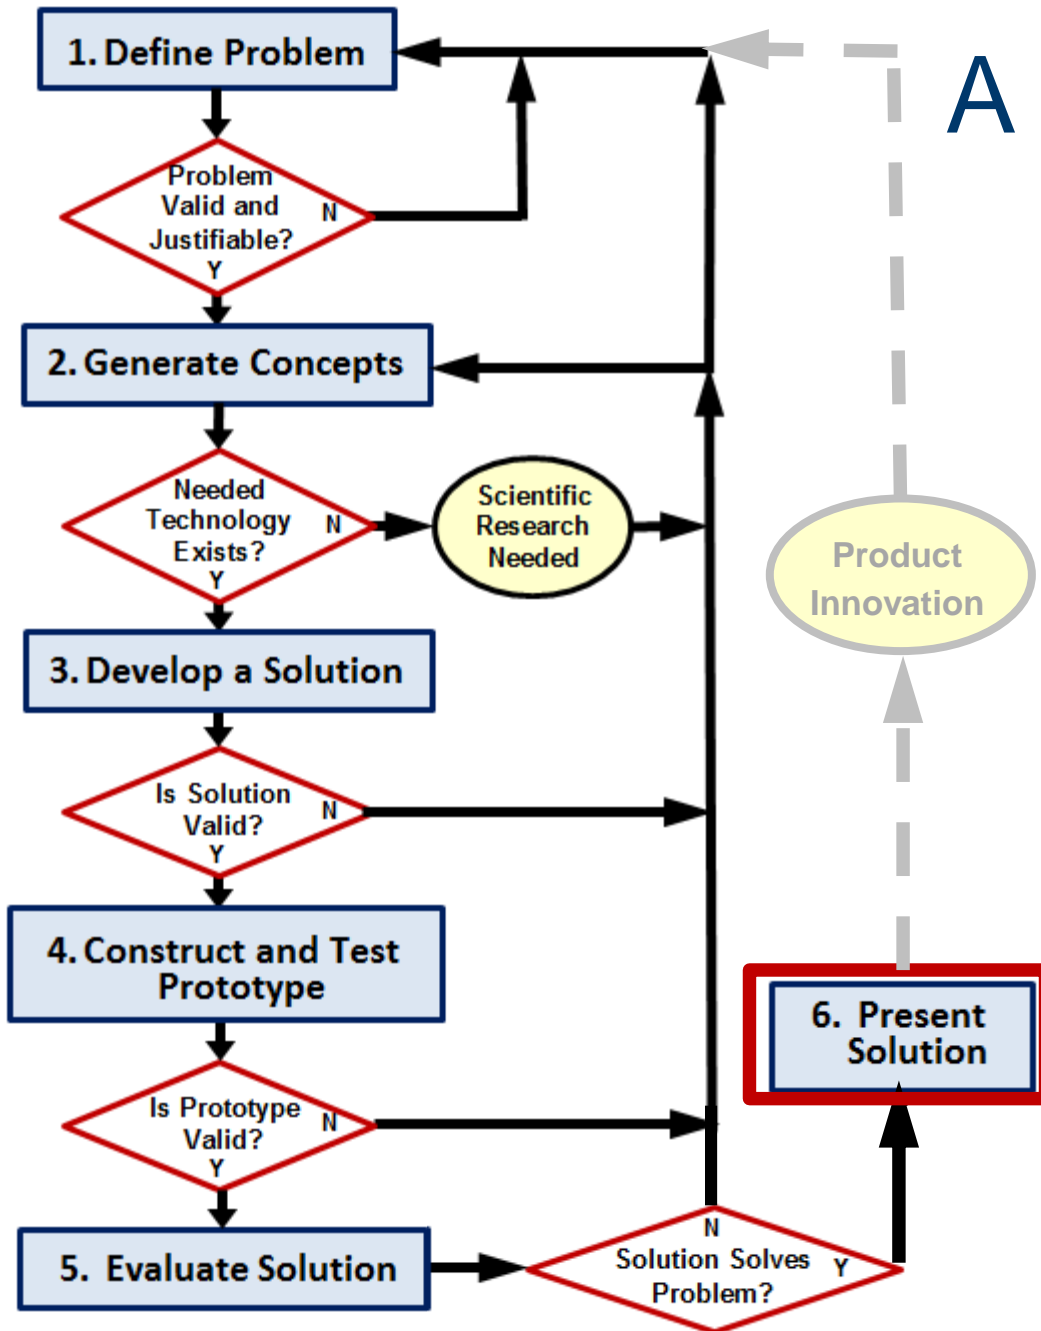 1. Define Problem
A
Problem
Valid and
Justifiable?
N
Y
2. Generate Concepts
Needed
Technology
Exists?
N
Y
Scientific
Research
Needed
Product
Innovation
3. Develop a Solution
Is Solution
Valid?
N
Y
4. Construct and Test
Prototype
6. Present
Solution
Is Prototype
Valid?
N
Y
5. Evaluate Solution
N
Solution Solves
Problem?
Y